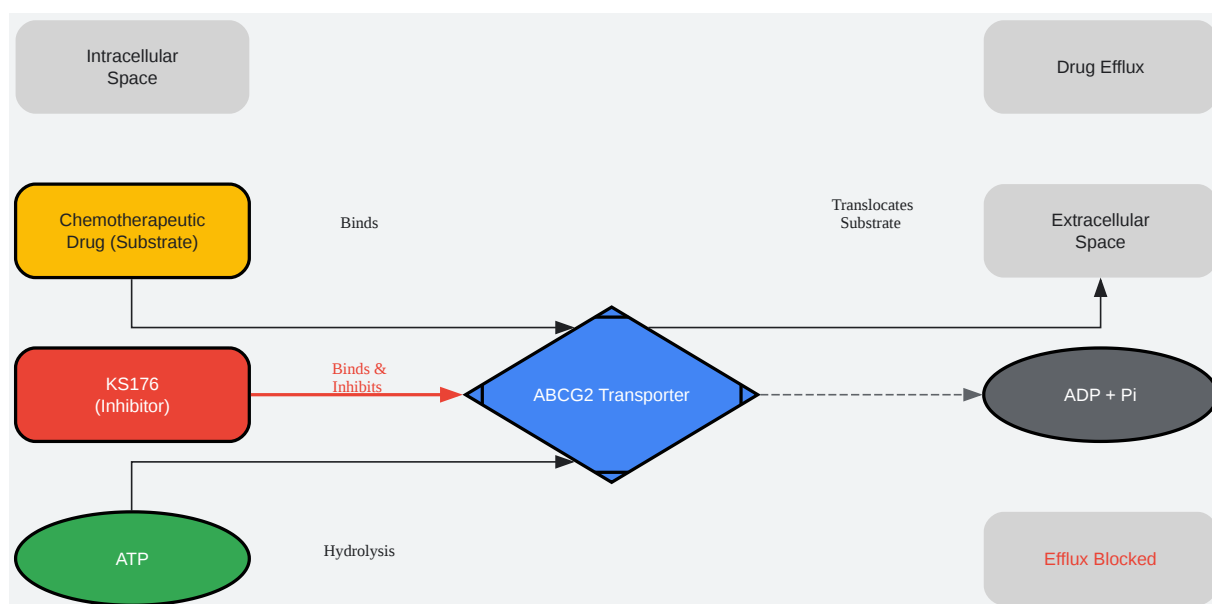 Intracellular
Space
Drug Efflux
Chemotherapeutic
Drug (Substrate)
Binds
Translocates
Substrate
Extracellular
Space
KS176
(Inhibitor)
Binds &
Inhibits
ABCG2 Transporter
ADP + Pi
ATP
Hydrolysis
Efflux Blocked